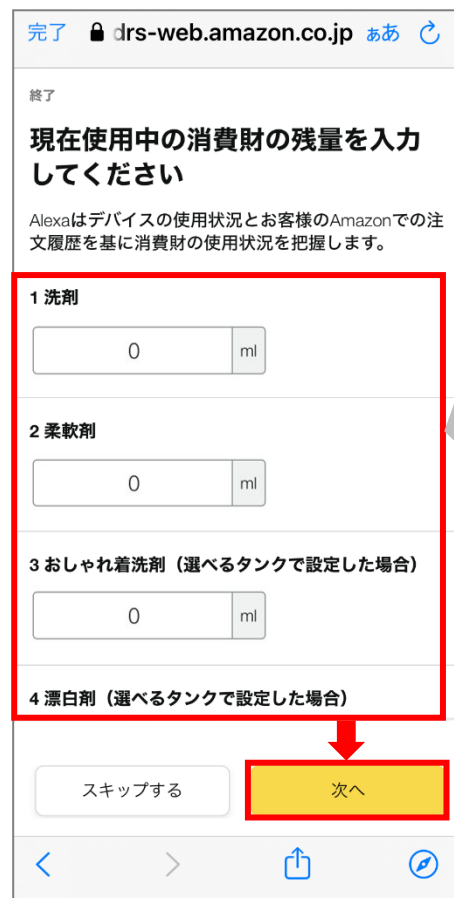 完了 drs-web.amazon.co.jp ぁあ
終了
現在使用中の消費財の残量を入力
してください
Alexaはデバイスの使用状況とお客様のAmazonでの注
文履歴を基に消費財の使用状況を把握します。
1 洗剤
0 ml
2 柔軟剤
0 ml
3 おしゃれ着洗剤（選べるタンクで設定した場合）
0 ml
4 漂白剤（選べるタンクで設定した場合）
スキップする 次へ